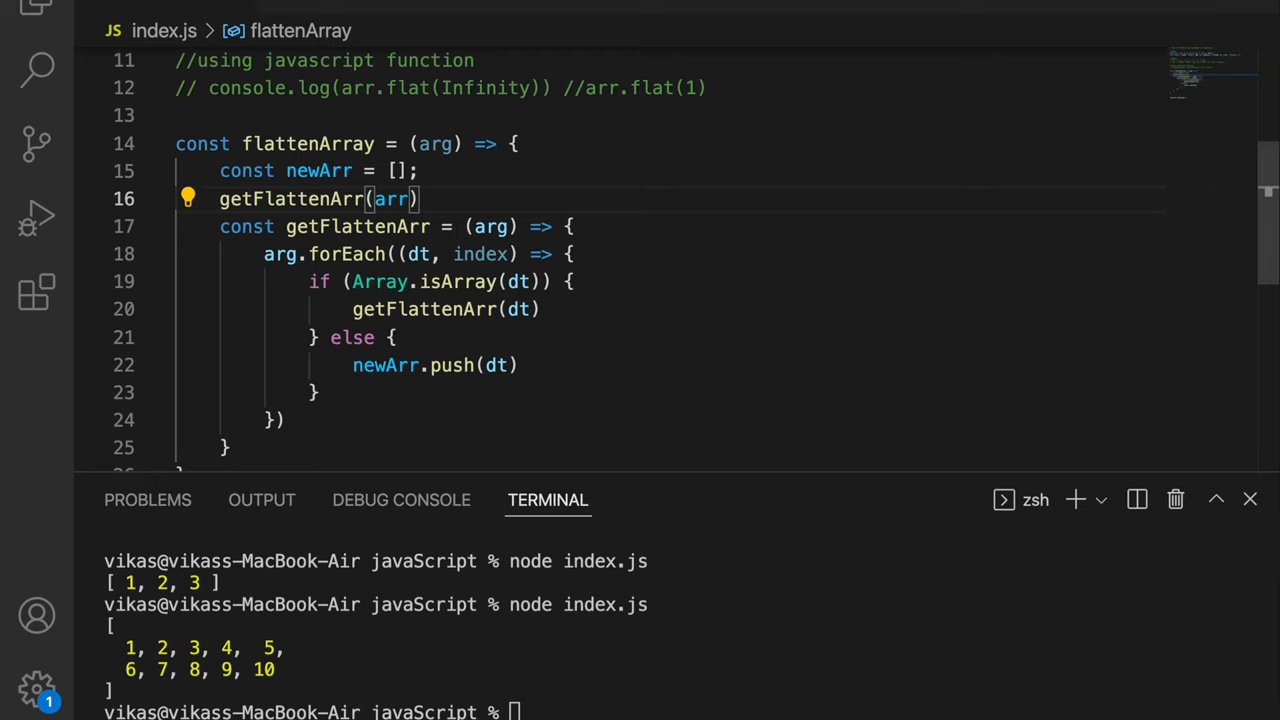 JS index.js > flattenArray
11 //using javascript function
12 // console.log(arr.flat(Infinity)) //arr.flat(1)
13
14 const flattenArray = (arg) => {
15 const newArr = [];
16 getFlattenArr(arr)
17 const getFlattenArr = (arg) => {
18 arg.forEach((dt, index) => {
19 if (Array.isArray(dt)) {
20 getFlattenArr(dt)
21 } else {
22 newArr.push(dt)
23 }
24 })
25 }
PROBLEMS OUTPUT DEBUG CONSOLE TERMINAL zsh
vikas@vikass-MacBook-Air javaScript % node index.js
[ 1, 2, 3 ]
vikas@vikass-MacBook-Air javaScript % node index.js
[
1, 2, 3, 4, 5,
6, 7, 8, 9, 10
]
1
vikas@vikass-MacBook-Air javaScript %